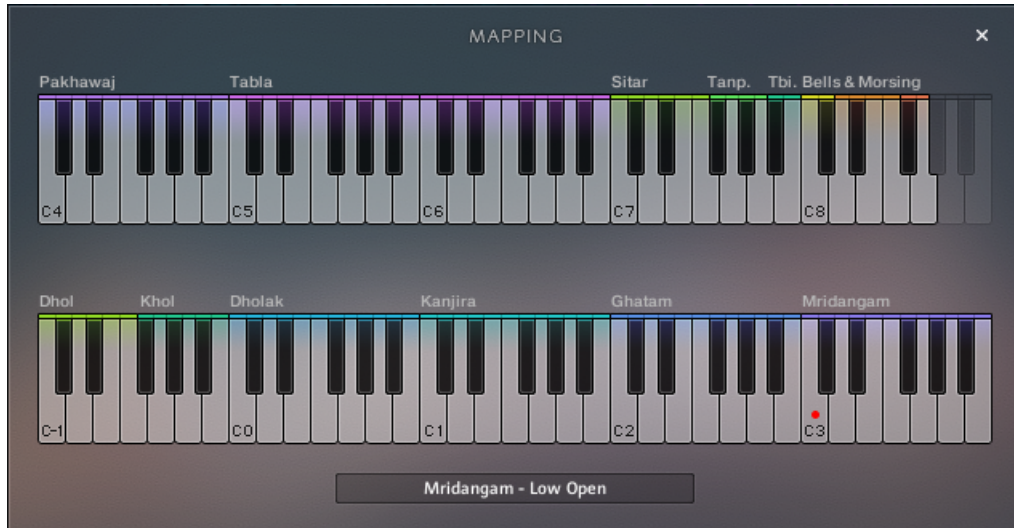 MAPPING ×
Pakhawaj Tabla Sitar Tanp. Tbi. Bells & Morsing
C4 C5 C6 C7 C8
Dhol Khol Dholak Kanjira Ghatam Mridangam
C-1 C0 C1 C2 C3
Mridangam - Low Open